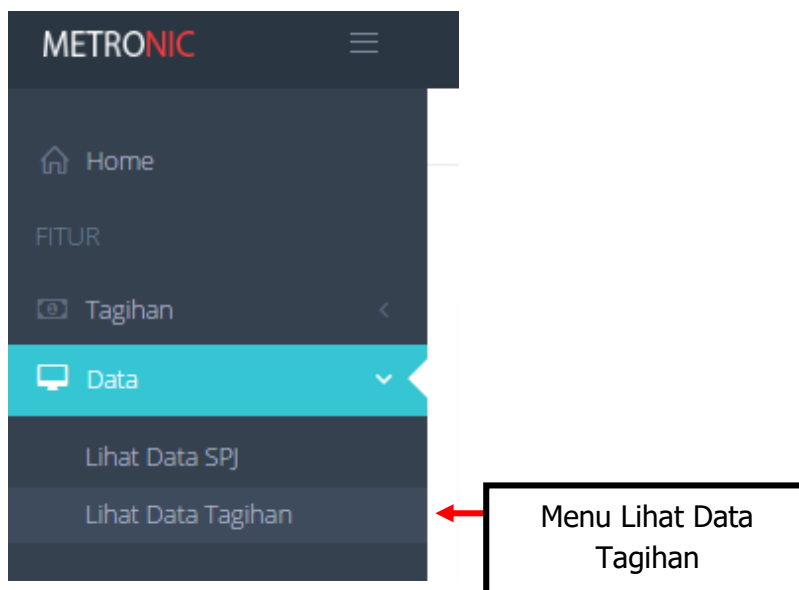 METRONIC
Home
FITUR
Tagihan
Data
Lihat Data SPJ
Lihat Data Tagihan
Menu Lihat Data
Tagihan